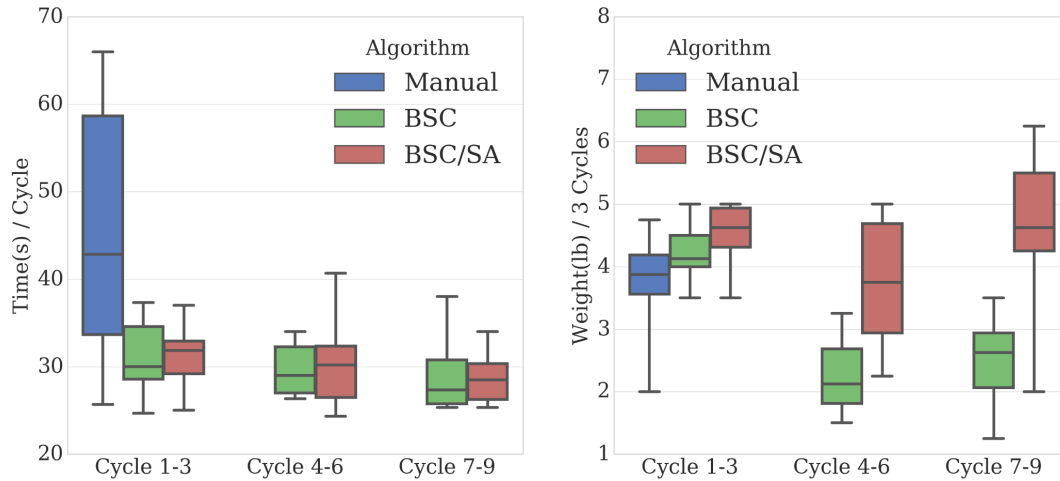 70
60
50
40
30
20
Time(s) / Cycle
Algorithm
Manual
BSC
BSC/SA
Cycle 1-3
Cycle 4-6
Cycle 7-9
8
7
6
5
4
3
2
1
Weight(lb) / 3 Cycles
Algorithm
Manual
BSC
BSC/SA
Cycle 1-3
Cycle 4-6
Cycle 7-9